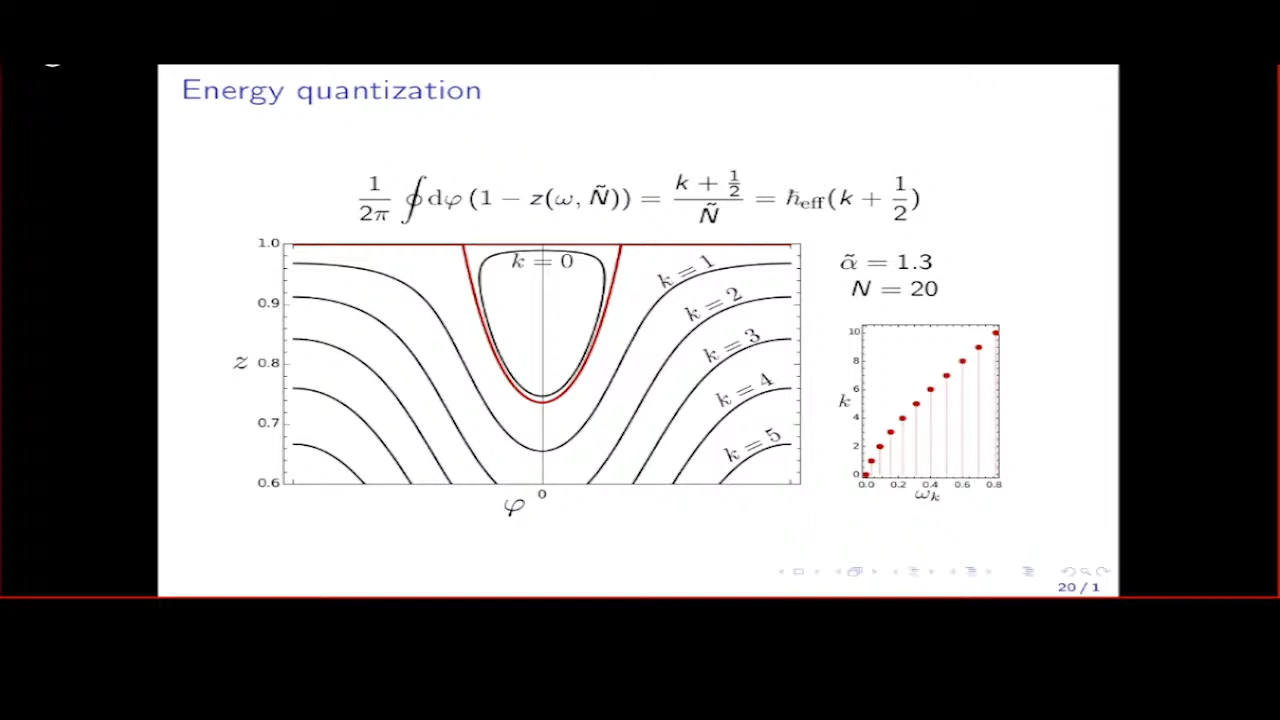 Energy quantization
1/2π ∮dφ (1 − z(ω, Ñ)) = (k + 1/2)/Ñ = ℏeff(k + 1/2)
1.0
0.9
0.8
0.7
0.6
z
φ
0
k = 0
k = 1
k = 2
k = 3
k = 4
k = 5
α̃ = 1.3
N = 20
10
8
6
4
2
0
k
0.0 0.2 0.4 0.6 0.8
ωk
20 / 1